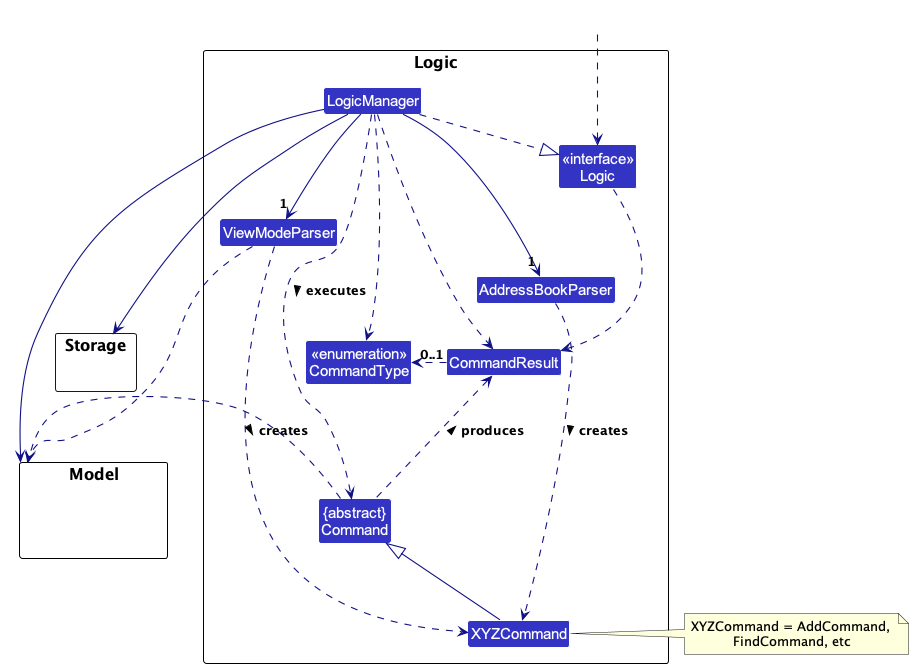 Logic
LogicManager
«interface»
Logic
1
ViewModeParser
1
AddressBookParser
executes
Storage
«enumeration»
CommandType
0..1
CommandResult
creates
produces
creates
Model
{abstract}
Command
XYZCommand
XYZCommand = AddCommand,
FindCommand, etc